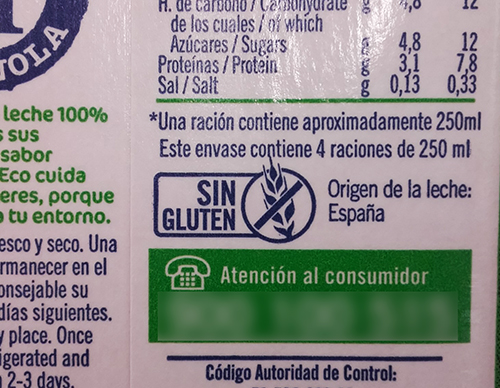 H. de carbono / Carbohydrate g 4,8 12
de los cuales / of which
Azúcares / Sugars g 4,8 12
Proteínas / Protein g 3,1 7,8
Sal / Salt g 0,13 0,33
*Una ración contiene aproximadamente 250ml
Este envase contiene 4 raciones de 250 ml
SIN
GLUTEN
Origen de la leche:
España
Atención al consumidor
Código Autoridad de Control:
leche 100%
s sus
sabor
Eco cuida
eres, porque
tu entorno.
esco y seco. Una
rmanecer en el
onsejable su
días siguientes.
y place. Once
igerated and
2-3 days.